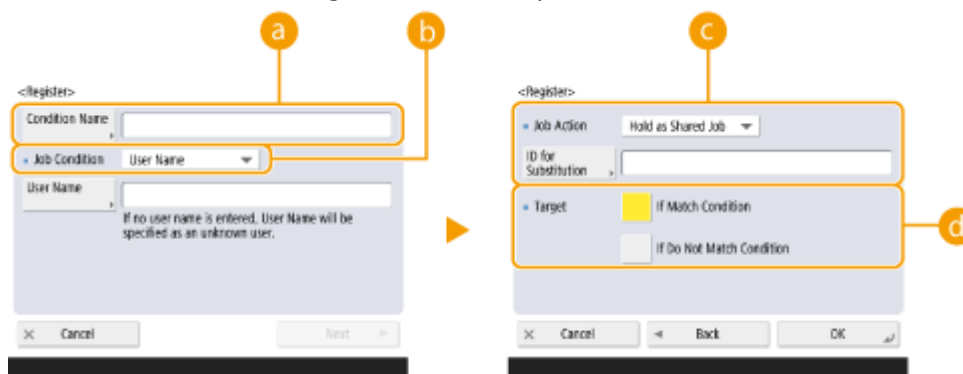 a
b
<Register>
Condition Name
Job Condition
User Name
User Name
If no user name is entered, User Name will be
specified as an unknown user.
Cancel
Next
c
<Register>
Job Action
Hold as Shared Job
ID for
Substitution
Target
If Match Condition
If Do Not Match Condition
d
Cancel
Back
OK